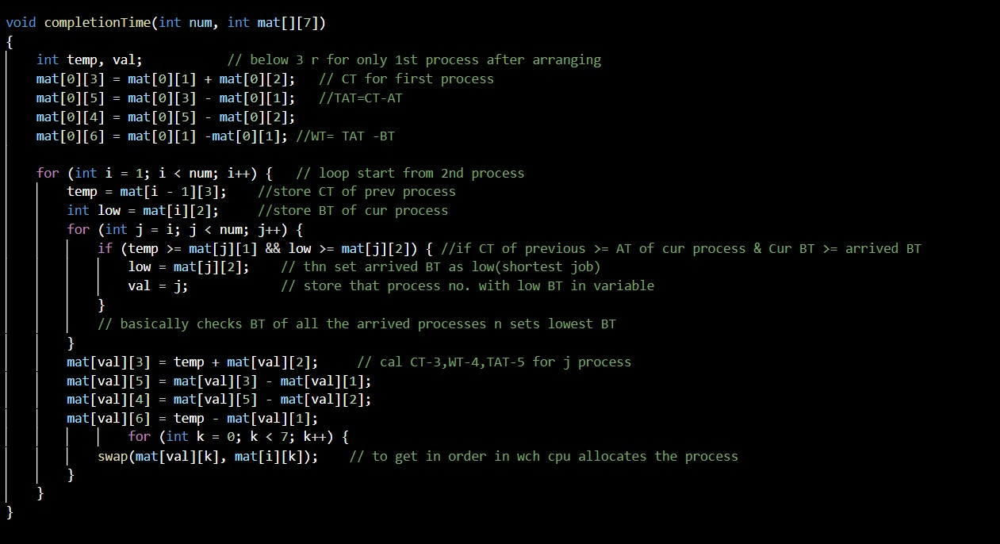 void completionTime(int num, int mat[][7])
{
int temp, val; // below 3 r for only 1st process after arranging
mat[0][3] = mat[0][1] + mat[0][2]; // CT for first process
mat[0][5] = mat[0][3] - mat[0][1]; //TAT=CT-AT
mat[0][4] = mat[0][5] - mat[0][2];
mat[0][6] = mat[0][1] -mat[0][1]; //WT= TAT -BT
for (int i = 1; i < num; i++) { // loop start from 2nd process
temp = mat[i - 1][3]; //store CT of prev process
int low = mat[i][2]; //store BT of cur process
for (int j = i; j < num; j++) {
if (temp >= mat[j][1] && low >= mat[j][2]) { //if CT of previous >= AT of cur process & Cur BT >= arrived BT
low = mat[j][2]; // thn set arrived BT as low(shortest job)
val = j; // store that process no. with low BT in variable
}
// basically checks BT of all the arrived processes n sets lowest BT
}
mat[val][3] = temp + mat[val][2]; // cal CT-3,WT-4,TAT-5 for j process
mat[val][5] = mat[val][3] - mat[val][1];
mat[val][4] = mat[val][5] - mat[val][2];
mat[val][6] = temp - mat[val][1];
for (int k = 0; k < 7; k++) {
swap(mat[val][k], mat[i][k]); // to get in order in wch cpu allocates the process
}
}
}